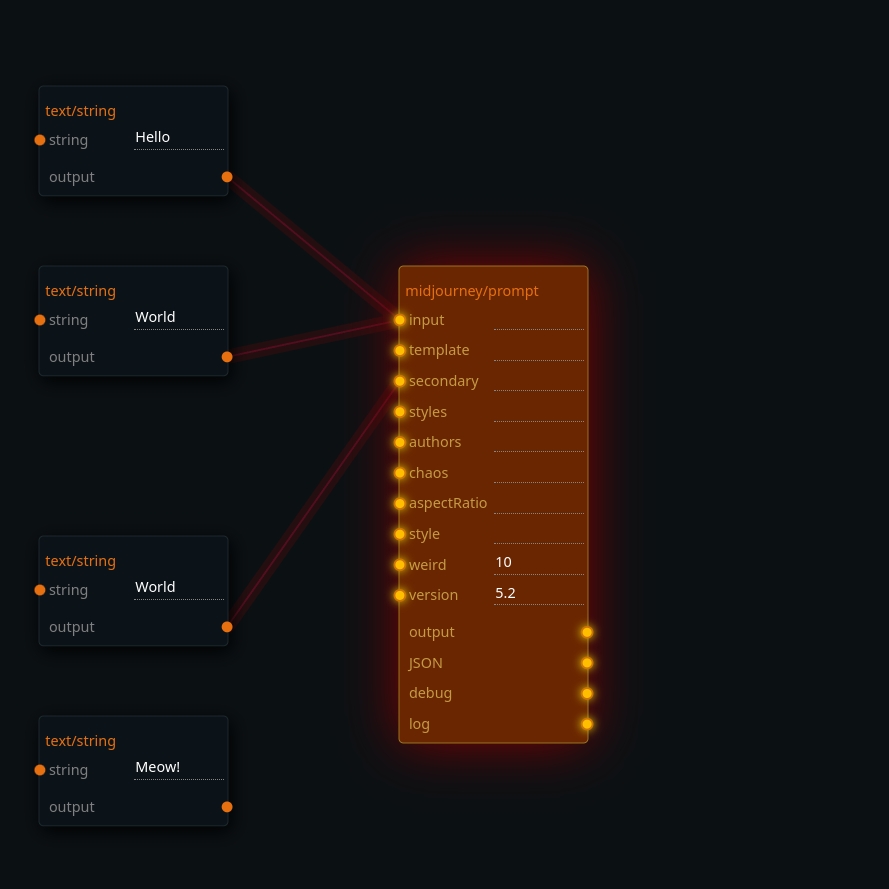 text/string
string Hello
output
text/string
string World
output
text/string
string World
output
text/string
string Meow!
output
midjourney/prompt
input
template
secondary
styles
authors
chaos
aspectRatio
style
weird 10
version 5.2
output
JSON
debug
log